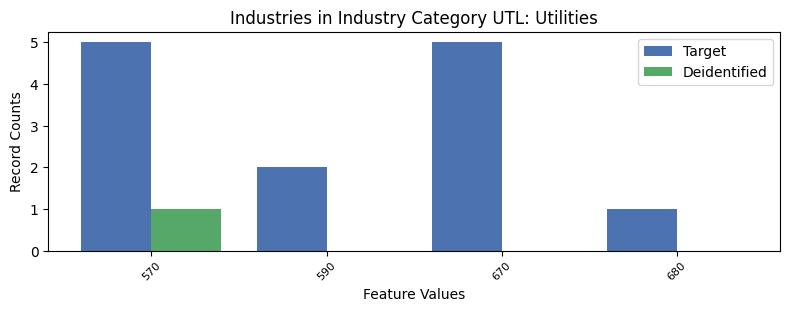 Industries in Industry Category UTL: Utilities
Target
Deidentified
Record Counts
5
4
3
2
1
0
570
590
670
680
Feature Values